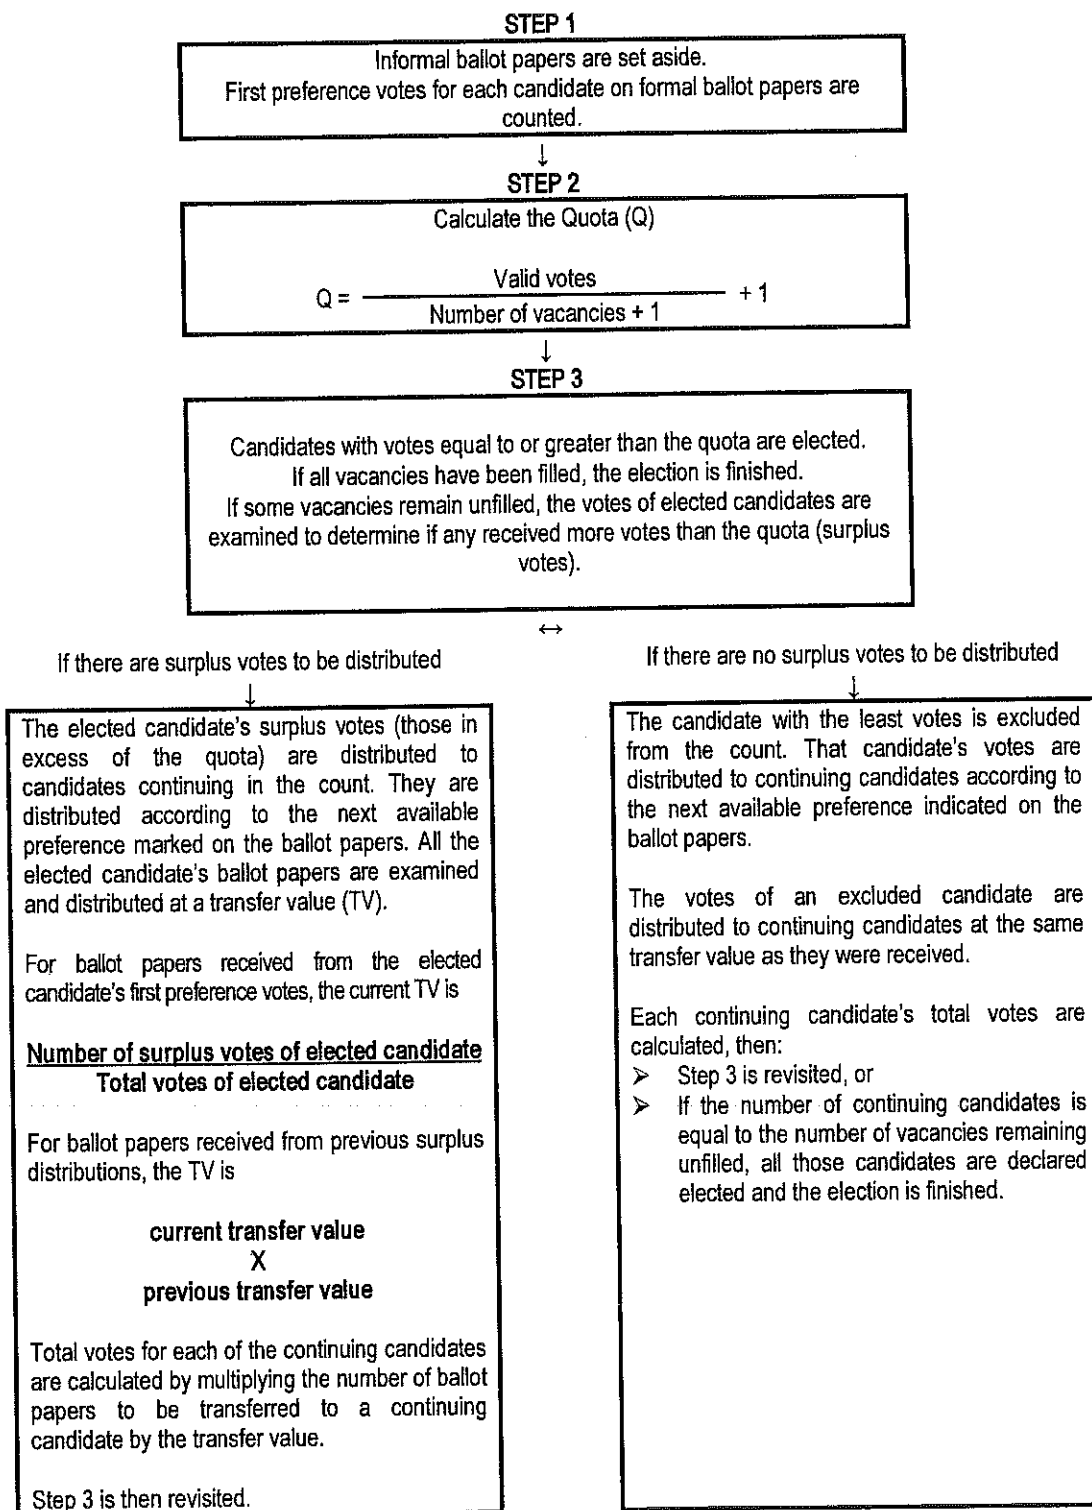 STEP 1
Informal ballot papers are set aside.
First preference votes for each candidate on formal ballot papers are
counted.
↓
STEP 2
Calculate the Quota (Q)
Valid votes
Q = ——————— + 1
Number of vacancies + 1
↓
STEP 3
Candidates with votes equal to or greater than the quota are elected.
If all vacancies have been filled, the election is finished.
If some vacancies remain unfilled, the votes of elected candidates are
examined to determine if any received more votes than the quota (surplus
votes).
↔
If there are surplus votes to be distributed
↓
The elected candidate's surplus votes (those in
excess of the quota) are distributed to
candidates continuing in the count. They are
distributed according to the next available
preference marked on the ballot papers. All the
elected candidate's ballot papers are examined
and distributed at a transfer value (TV).
For ballot papers received from the elected
candidate's first preference votes, the current TV is
Number of surplus votes of elected candidate
Total votes of elected candidate
For ballot papers received from previous surplus
distributions, the TV is
current transfer value
X
previous transfer value
Total votes for each of the continuing candidates
are calculated by multiplying the number of ballot
papers to be transferred to a continuing
candidate by the transfer value.
Step 3 is then revisited.
If there are no surplus votes to be distributed
↓
The candidate with the least votes is excluded
from the count. That candidate's votes are
distributed to continuing candidates according to
the next available preference indicated on the
ballot papers.
The votes of an excluded candidate are
distributed to continuing candidates at the same
transfer value as they were received.
Each continuing candidate's total votes are
calculated, then:
➢ Step 3 is revisited, or
➢ If the number of continuing candidates is
equal to the number of vacancies remaining
unfilled, all those candidates are declared
elected and the election is finished.